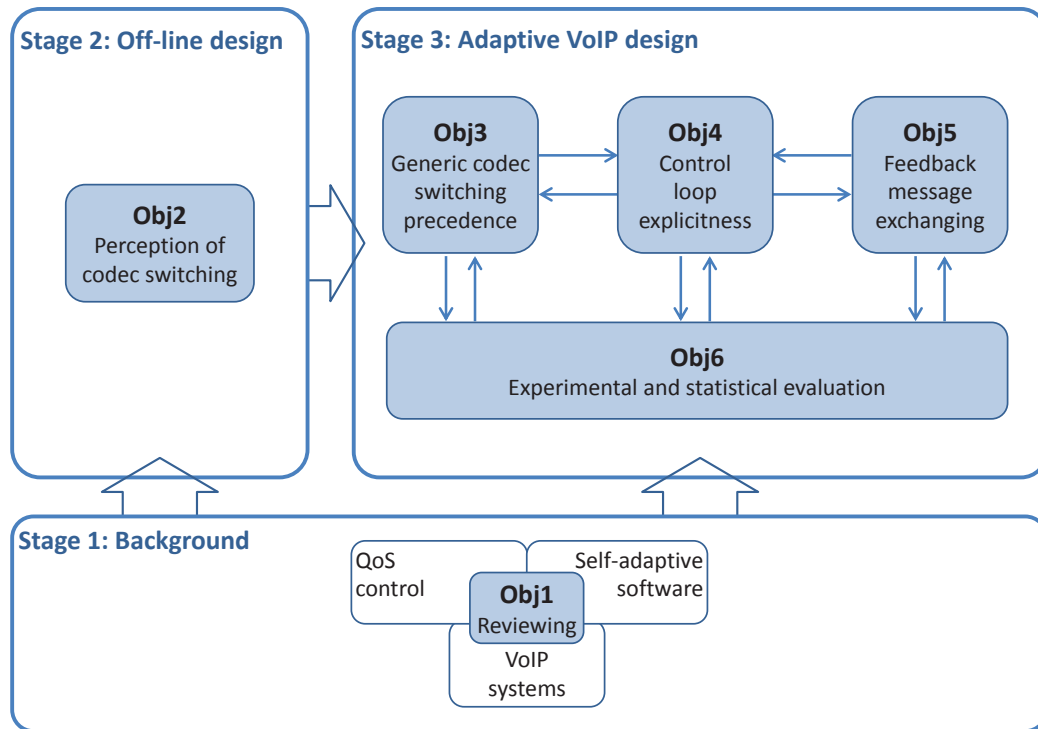 Stage 2: Off-line design
Obj2
Perception of
codec switching
Stage 3: Adaptive VoIP design
Obj3
Generic codec
switching
precedence
Obj4
Control
loop
explicitness
Obj5
Feedback
message
exchanging
Obj6
Experimental and statistical evaluation
Stage 1: Background
QoS
control
Self-adaptive
software
Obj1
Reviewing
VoIP
systems